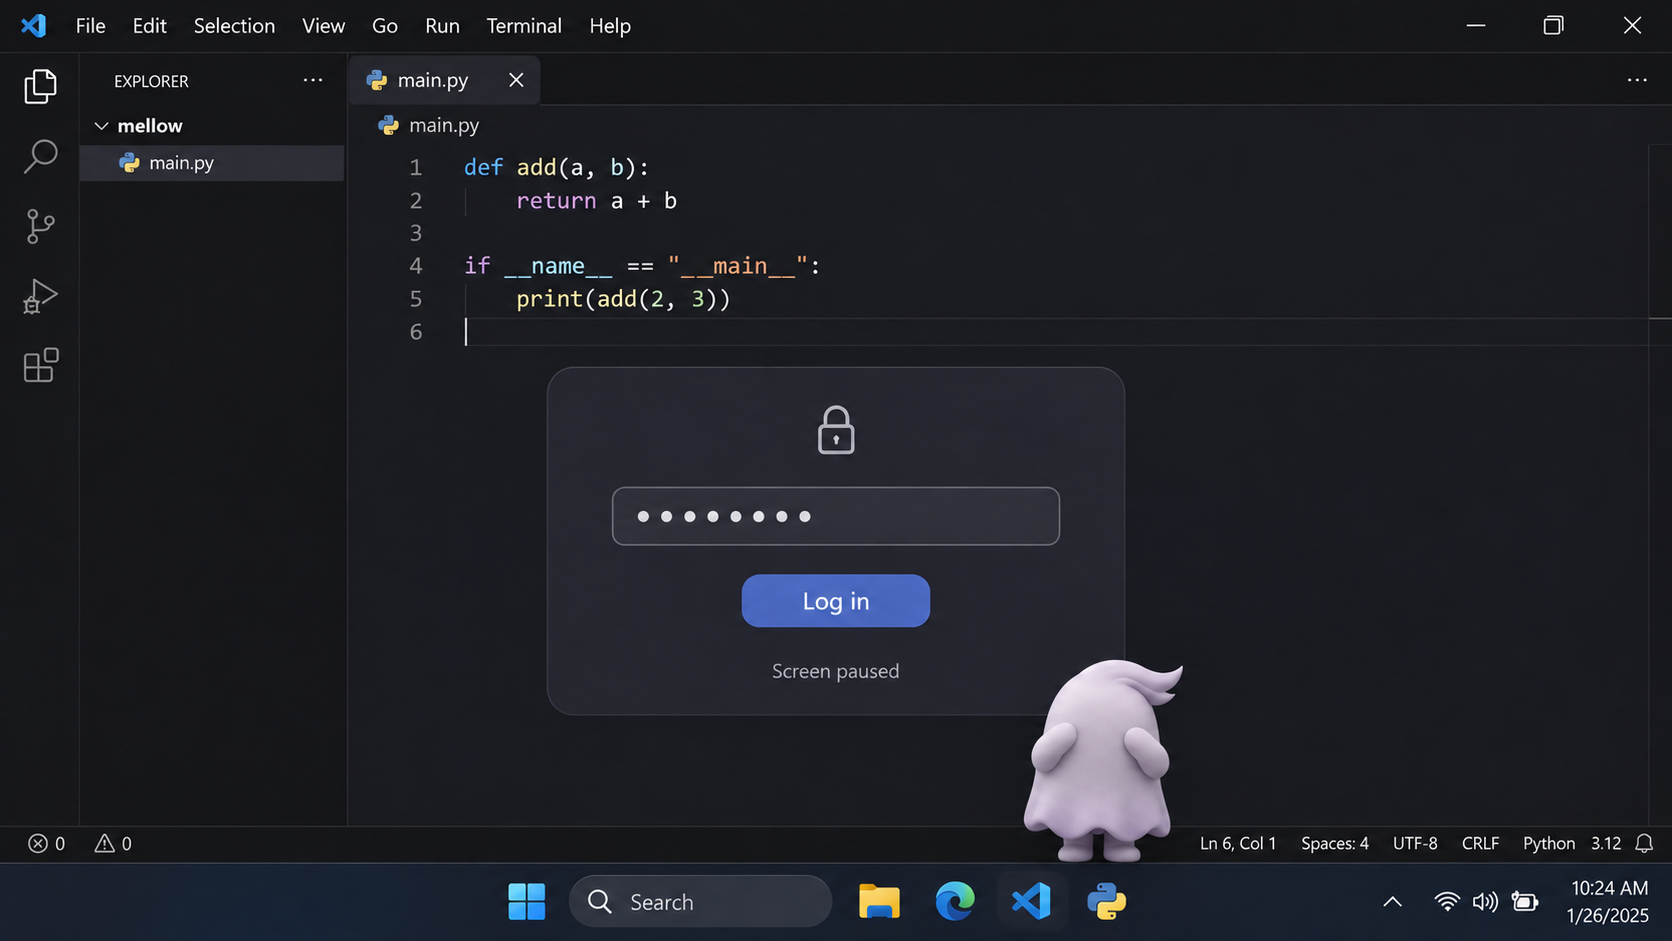 File Edit Selection View Go Run Terminal Help
EXPLORER ...
main.py
mellow
main.py
main.py
1 def add(a, b):
2 return a + b
3
4 if __name__ == "__main__":
5 print(add(2, 3))
6
Log in
Screen paused
0 0
Ln 6, Col 1 Spaces: 4 UTF-8 CRLF Python 3.12
Search
10:24 AM
1/26/2025